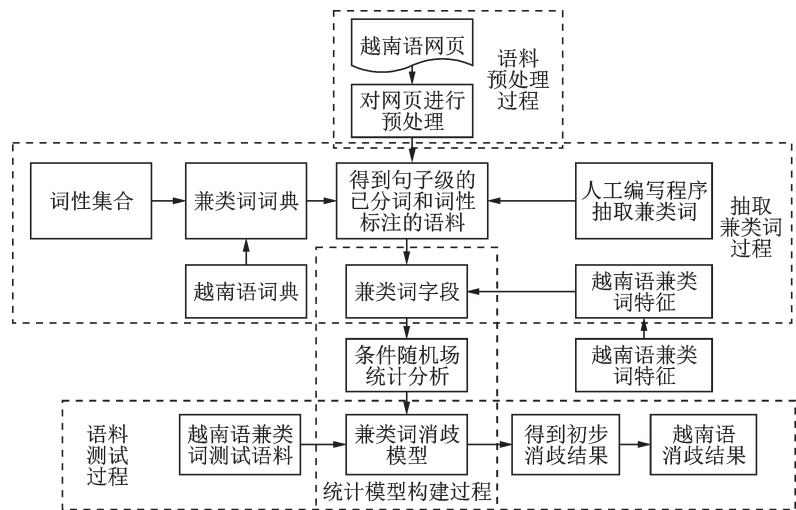 越南语网页
语料
预处理
过程
对网页进行
预处理
词性集合
兼类词词典
得到句子级的
已分词和词性
标注的语料
人工编写程序
抽取兼类词
抽取
兼类词
过程
越南语词典
兼类词字段
越南语兼类
词特征
条件随机场
统计分析
越南语兼类
词特征
语料
测试
过程
越南语兼类
词测试语料
兼类词消歧
模型
得到初步
消歧结果
越南语
消歧结果
统计模型构建过程